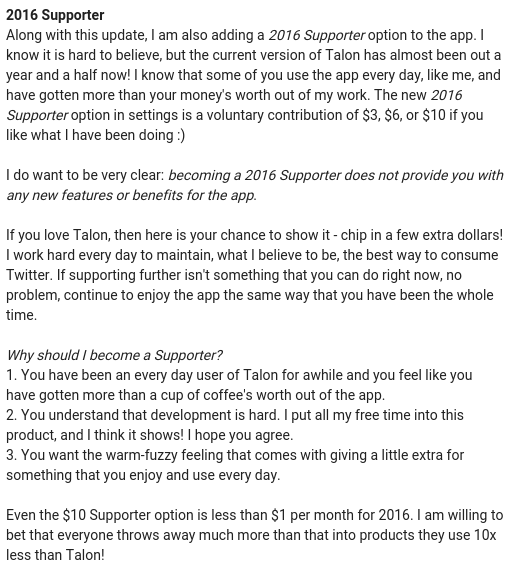 2016 Supporter
Along with this update, I am also adding a 2016 Supporter option to the app. I
know it is hard to believe, but the current version of Talon has almost been out a
year and a half now! I know that some of you use the app every day, like me, and
have gotten more than your money's worth out of my work. The new 2016
Supporter option in settings is a voluntary contribution of $3, $6, or $10 if you
like what I have been doing :)
I do want to be very clear: becoming a 2016 Supporter does not provide you with
any new features or benefits for the app.
If you love Talon, then here is your chance to show it - chip in a few extra dollars!
I work hard every day to maintain, what I believe to be, the best way to consume
Twitter. If supporting further isn't something that you can do right now, no
problem, continue to enjoy the app the same way that you have been the whole
time.
Why should I become a Supporter?
1. You have been an every day user of Talon for awhile and you feel like you
have gotten more than a cup of coffee's worth out of the app.
2. You understand that development is hard. I put all my free time into this
product, and I think it shows! I hope you agree.
3. You want the warm-fuzzy feeling that comes with giving a little extra for
something that you enjoy and use every day.
Even the $10 Supporter option is less than $1 per month for 2016. I am willing to
bet that everyone throws away much more than that into products they use 10x
less than Talon!